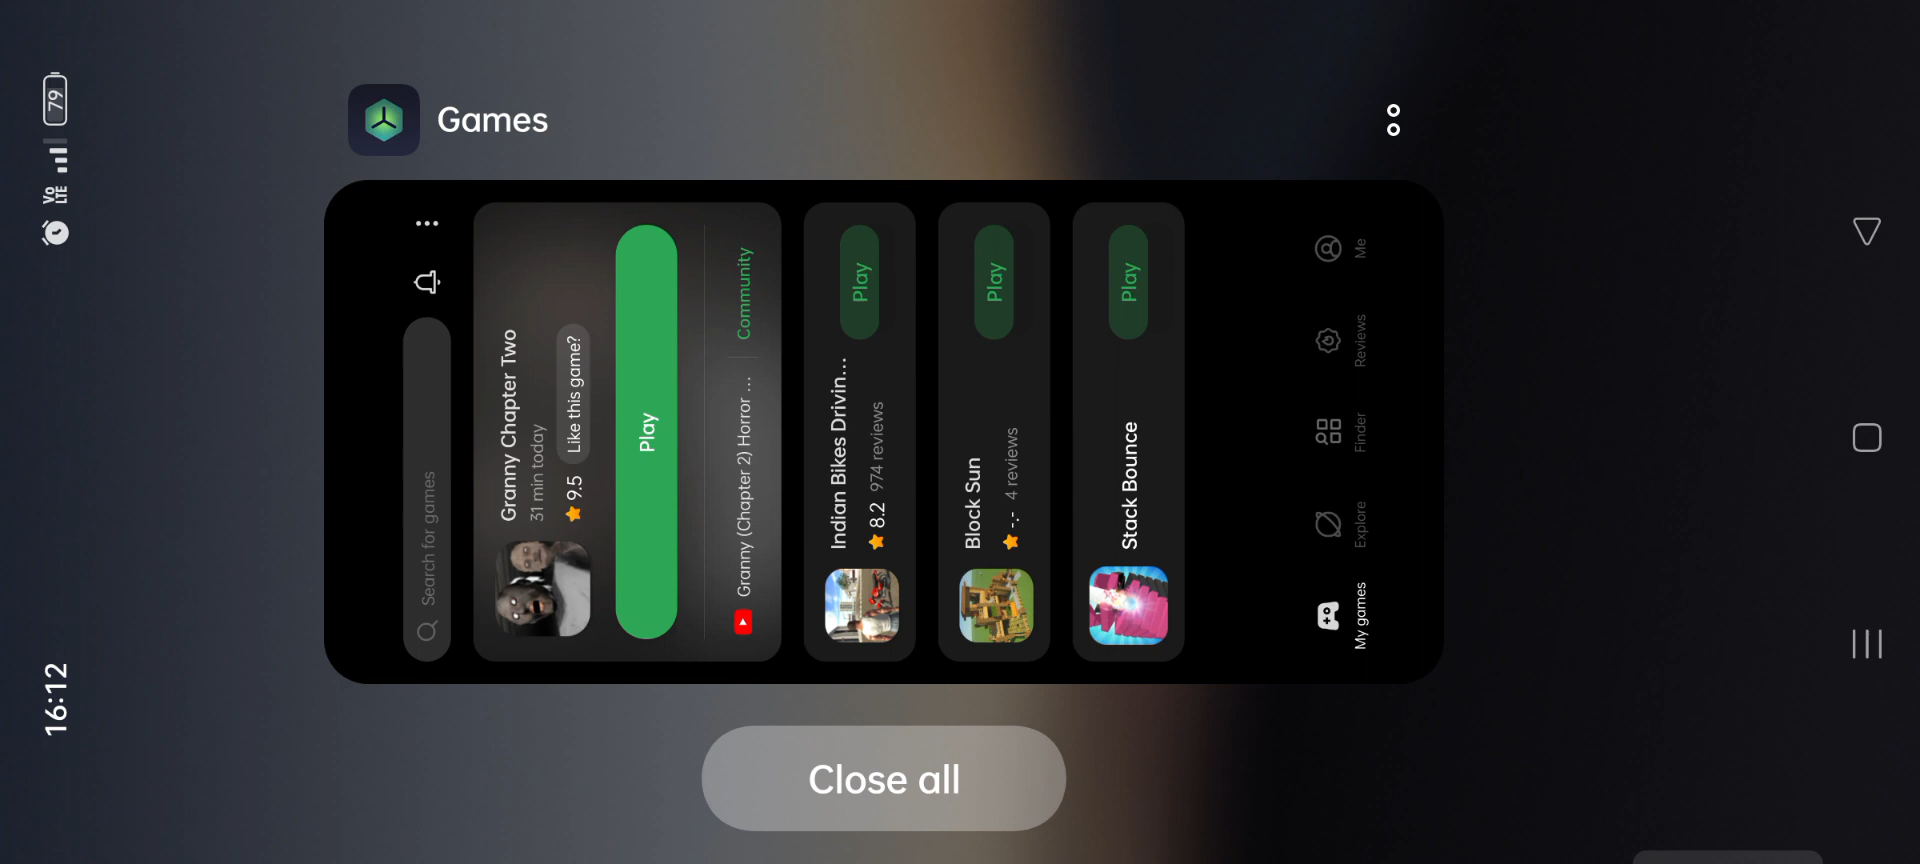 16:12
Vo
LTE
79
Games
Search for games
Granny Chapter Two
31 min today
9.5 Like this game?
Play
Granny (Chapter 2) Horror ...
Community
Indian Bikes Drivin...
8.2 974 reviews
Play
Block Sun
-.- 4 reviews
Play
Stack Bounce
Play
My games
Explore
Finder
Reviews
Me
Close all